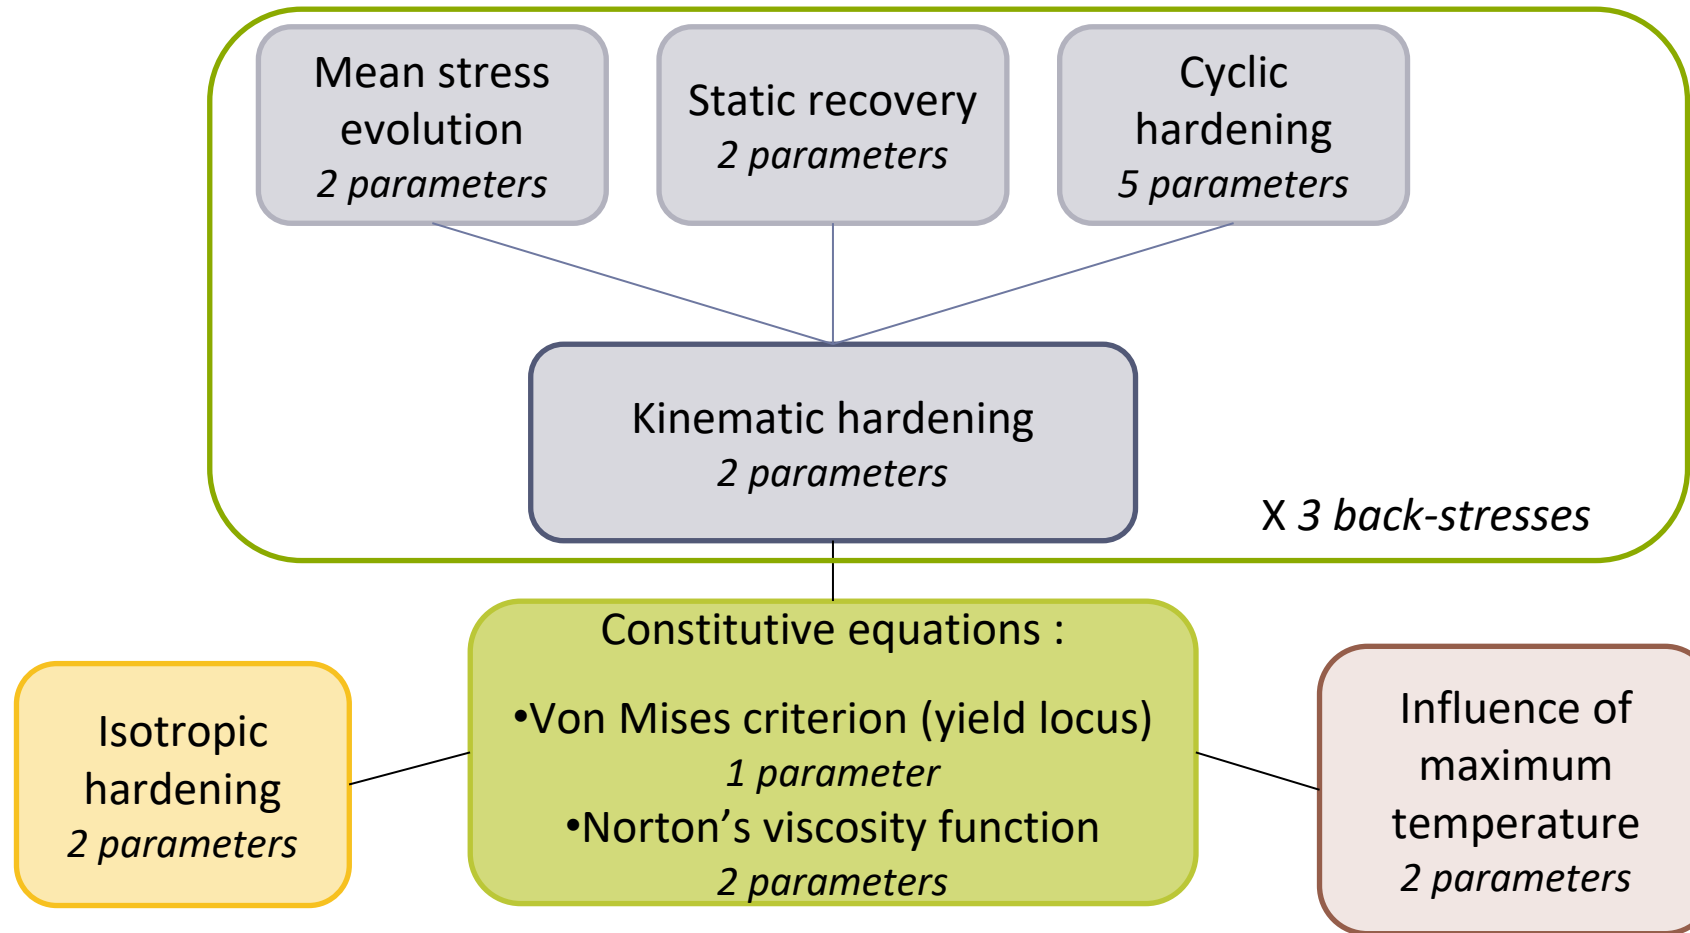 Mean stress
evolution
2 parameters
Static recovery
2 parameters
Cyclic
hardening
5 parameters
Kinematic hardening
2 parameters
X 3 back-stresses
Constitutive equations :
•Von Mises criterion (yield locus)
1 parameter
•Norton’s viscosity function
2 parameters
Isotropic
hardening
2 parameters
Influence of
maximum
temperature
2 parameters